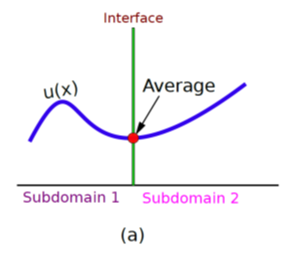 Interface
u(x)
Average
Subdomain 1
Subdomain 2
(a)